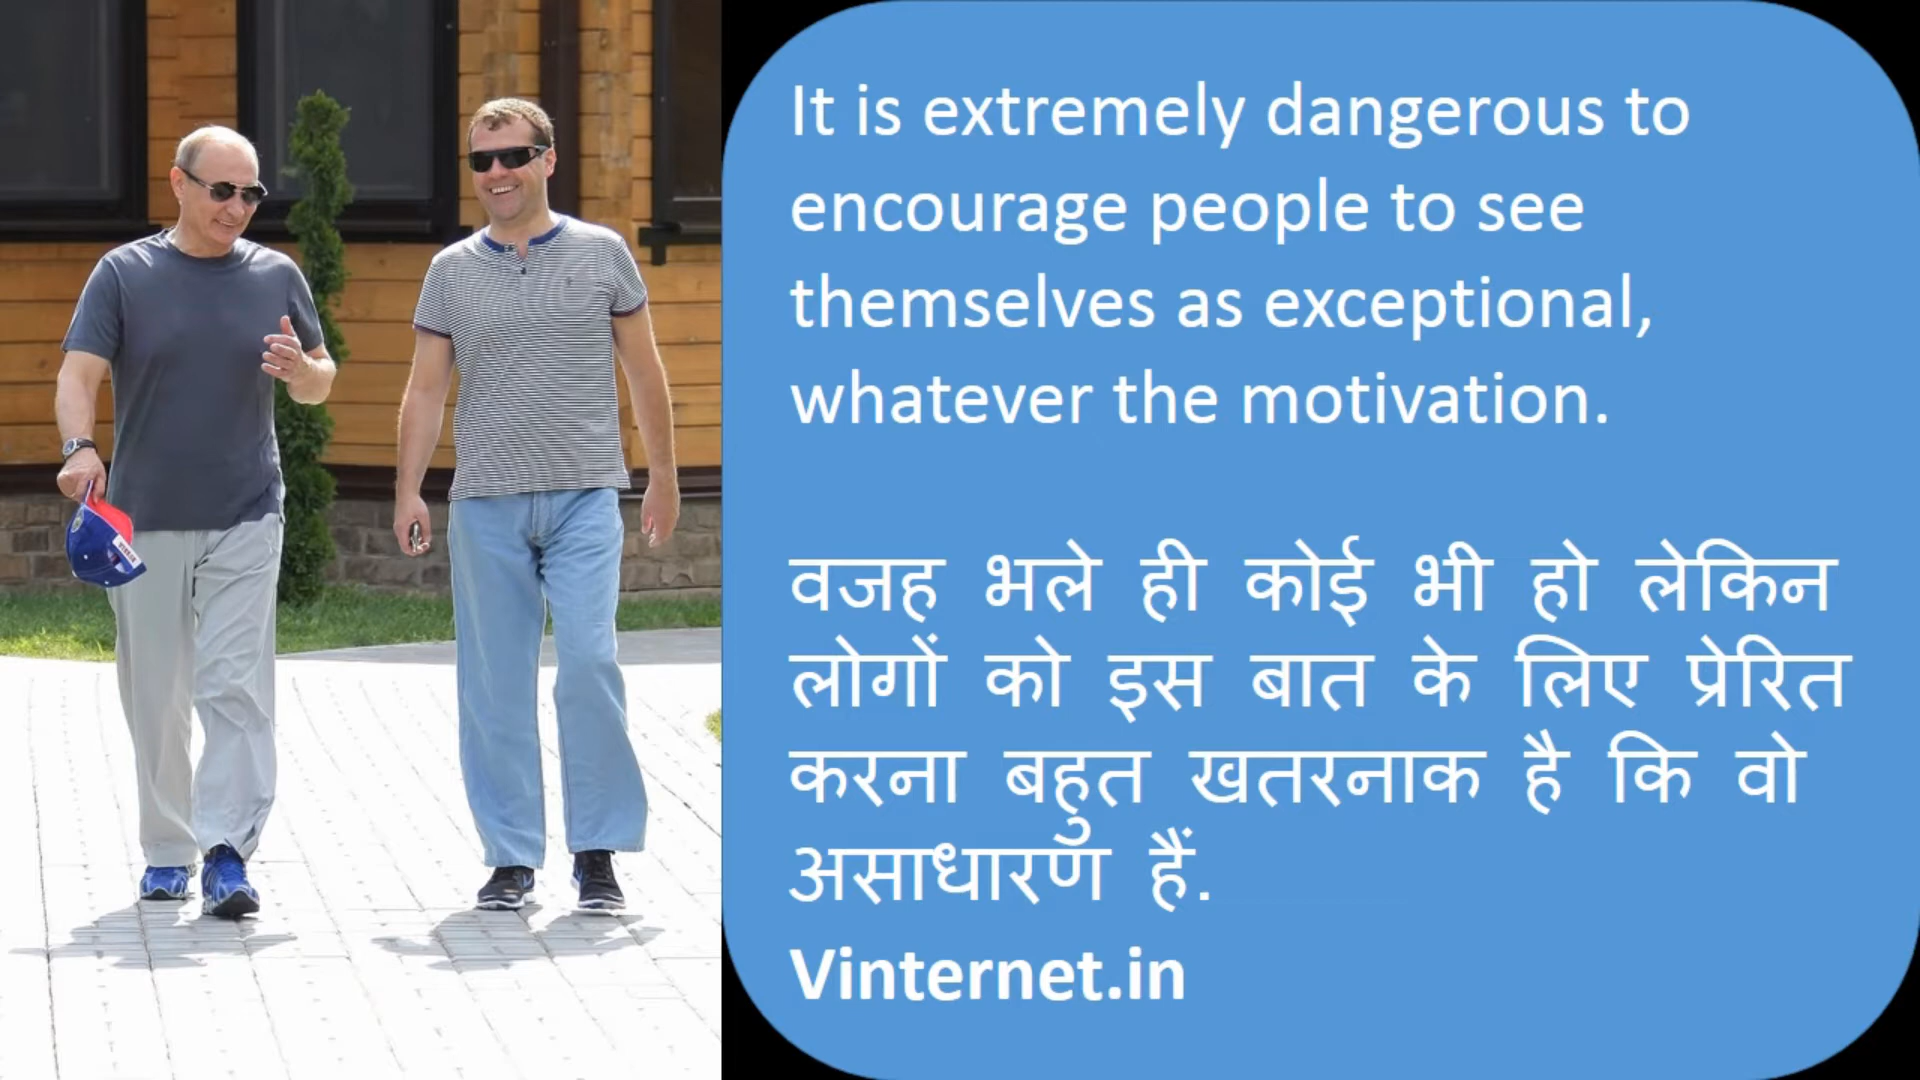 It is extremely dangerous to
encourage people to see
themselves as exceptional,
whatever the motivation.
वजह भले ही कोई भी हो लेकिन
लोगों को इस बात के लिए प्रेरित
करना बहुत खतरनाक है कि वो
असाधारण हैं.
Vinternet.in